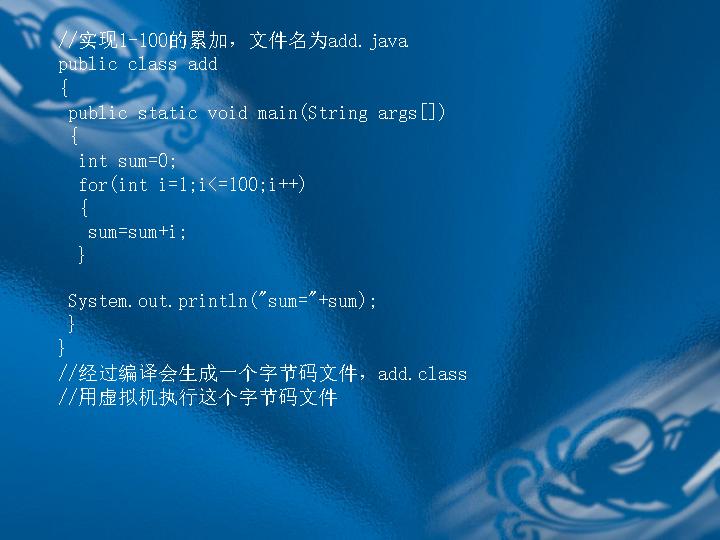 //实现1-100的累加，文件名为add.java
public class add
{
 public static void main(String args[])
 {
  int sum=0;
  for(int i=1;i<=100;i++)
  {
   sum=sum+i;
  }

 System.out.println("sum="+sum);
 }
}
//经过编译会生成一个字节码文件，add.class
//用虚拟机执行这个字节码文件